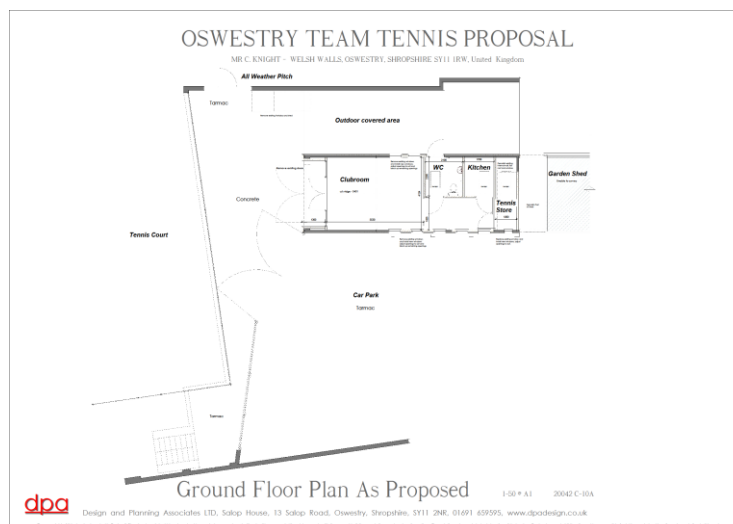 OSWESTRY TEAM TENNIS PROPOSAL
MR C. KNIGHT - WELSH WALLS, OSWESTRY, SHROPSHIRE SY11 1RW, United Kingdom
All Weather Pitch
Tarmac
Outdoor covered area
WC
Kitchen
Clubroom
Garden Shed
Concrete
Tennis
Store
Tennis Court
Car Park
Tarmac
Tarmac
Ground Floor Plan As Proposed
1-50 @ A1
20042 C-10A
dpa
Design and Planning Associates LTD, Salop House, 13 Salop Road, Oswestry, Shropshire, SY11 2NR, 01691 659595, www.dpadesign.co.uk